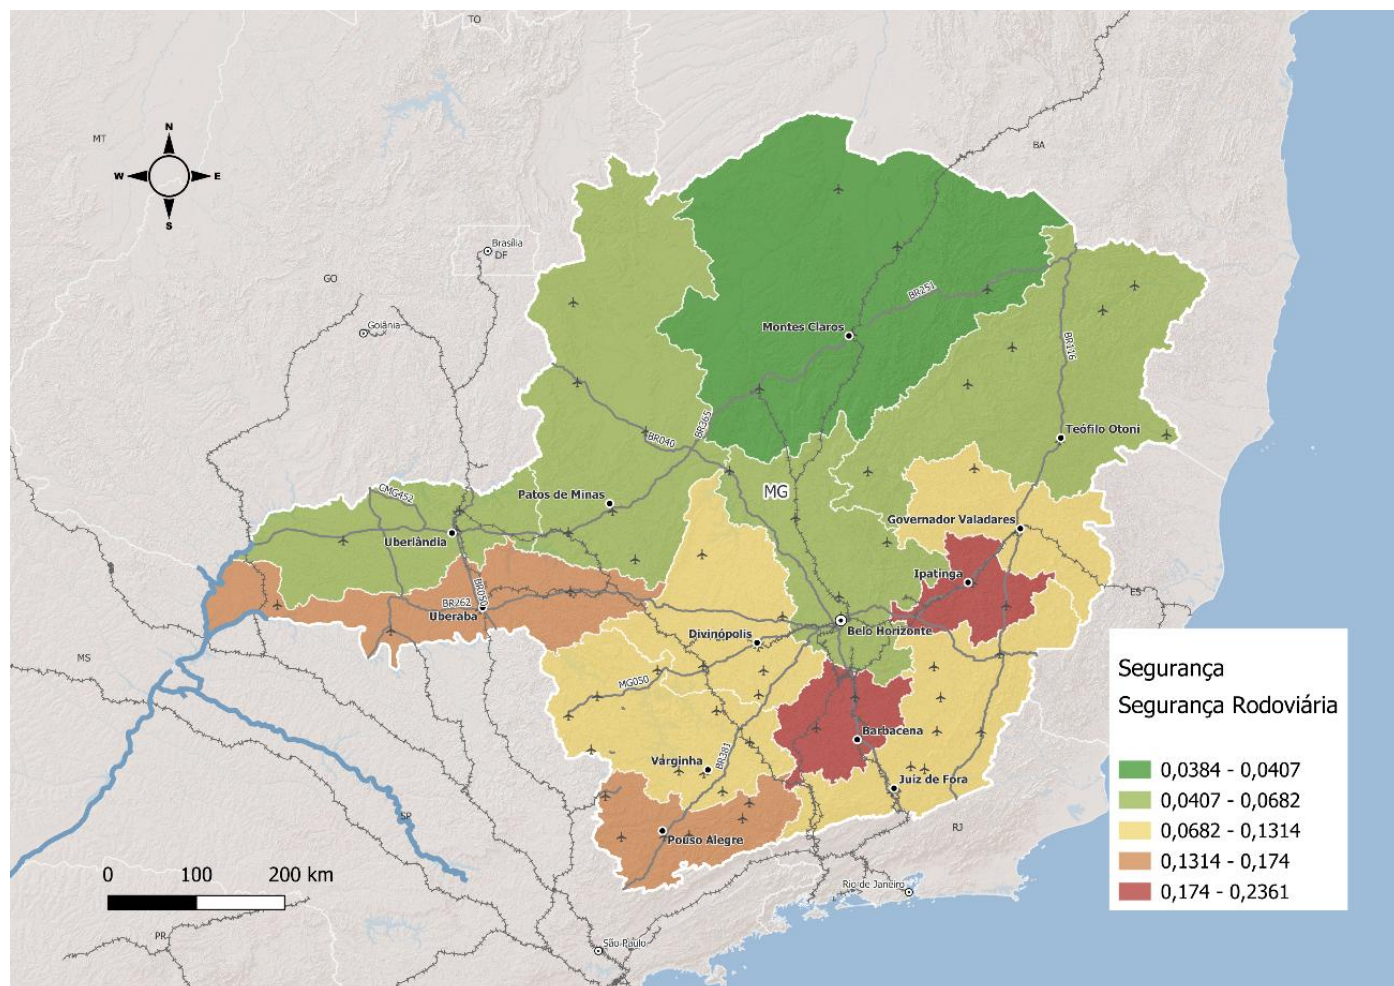 TO
MT
N
W
E
S
BA
Brasília
DF
GO
Goiânia
BR251
Montes Claros
BR116
BR365
BR040
Teófilo Otoni
MG
CMG452
Patos de Minas
Governador Valadares
Uberlândia
Ipatinga
BR050
BR262
Uberaba
ES
Belo Horizonte
Divinópolis
MS
MG050
Barbacena
BR381
Varginha
Juiz de Fora
SP
Pouso Alegre
RJ
Rio de Janeiro
PR
São Paulo
0 100 200 km
Segurança
Segurança Rodoviária
0,0384 - 0,0407
0,0407 - 0,0682
0,0682 - 0,1314
0,1314 - 0,174
0,174 - 0,2361